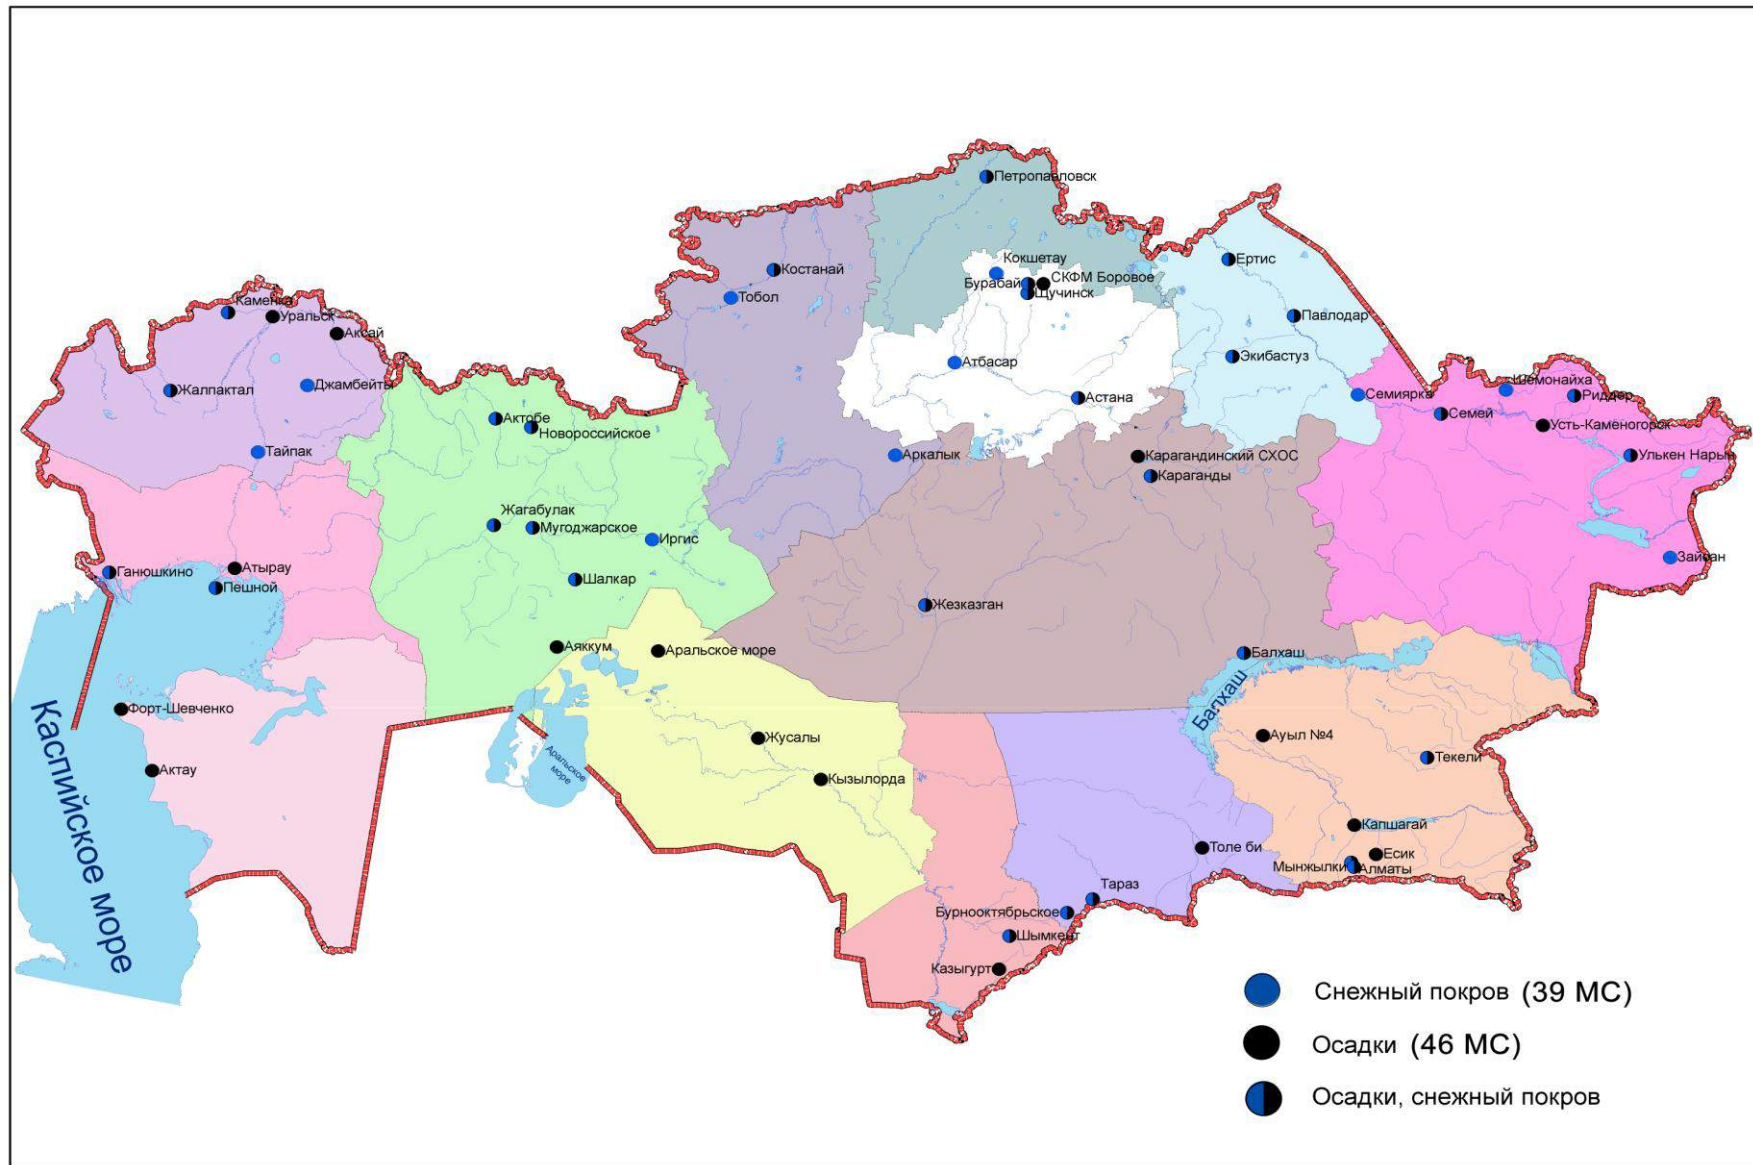 Петропавловск
Костанай
Тобол
Кокшетау
Бурабай
СКФМ Боровое
Щучинск
Ертис
Павлодар
Экибастуз
Атбасар
Астана
Каменка
Уральск
Аксай
Жалпактал
Джамбейты
Тайпак
Актобе
Новороссийское
Аркалык
Карагандинский СХОС
Караганды
Семиярка
Шемонайха
Риддер
Семей
Усть-Каменогорск
Улькен Нарын
Зайсан
Жагабулак
Мугоджарское
Иргис
Шалкар
Ганюшкино
Атырау
Пешной
Жезказган
Аяккум
Аральское море
Балхаш
Балхаш
Форт-Шевченко
Актау
Каспийское море
Аральское
море
Жусалы
Кызылорда
Ауыл №4
Текели
Капшагай
Толе би
Есик
Мынжылки
Алматы
Тараз
Бурнооктябрьское
Шымкент
Казыгурт
Снежный покров (39 МС)
Осадки (46 МС)
Осадки, снежный покров